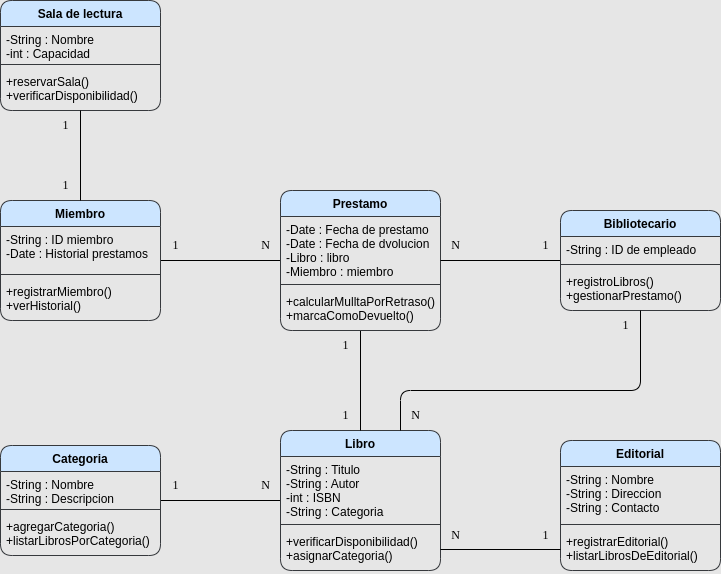 Sala de lectura
-String : Nombre
-int : Capacidad
+reservarSala()
+verificarDisponibilidad()
1
1
Miembro
-String : ID miembro
-Date : Historial prestamos
+registrarMiembro()
+verHistorial()
1
N
Prestamo
-Date : Fecha de prestamo
-Date : Fecha de dvolucion
-Libro : libro
-Miembro : miembro
+calcularMulltaPorRetraso()
+marcaComoDevuelto()
N
1
Bibliotecario
-String : ID de empleado
+registroLibros()
+gestionarPrestamo()
1
1
1
N
Categoria
-String : Nombre
-String : Descripcion
+agregarCategoria()
+listarLibrosPorCategoria()
1
N
Libro
-String : Titulo
-String : Autor
-int : ISBN
-String : Categoria
+verificarDisponibilidad()
+asignarCategoria()
N
1
Editorial
-String : Nombre
-String : Direccion
-String : Contacto
+registrarEditorial()
+listarLibrosDeEditorial()